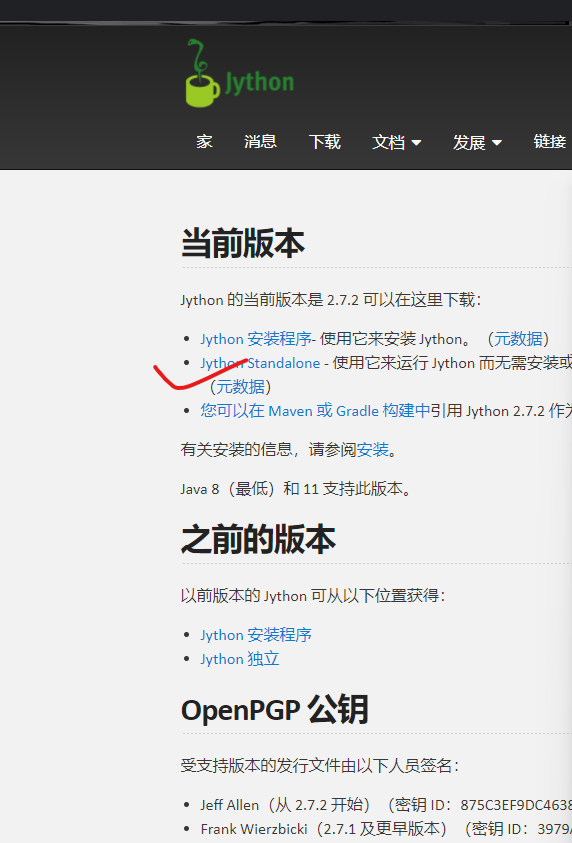 Jython
家 消息 下载 文档 发展 链接
当前版本
Jython 的当前版本是 2.7.2 可以在这里下载：
Jython 安装程序- 使用它来安装 Jython。（元数据）
Jython Standalone - 使用它来运行 Jython 而无需安装或
（元数据）
您可以在 Maven 或 Gradle 构建中引用 Jython 2.7.2 作为
有关安装的信息，请参阅安装。
Java 8（最低）和 11 支持此版本。
之前的版本
以前版本的 Jython 可从以下位置获得：
Jython 安装程序
Jython 独立
OpenPGP 公钥
受支持版本的发行文件由以下人员签名：
Jeff Allen（从 2.7.2 开始）（密钥 ID：875C3EF9DC4638
Frank Wierzbicki（2.7.1 及更早版本）（密钥 ID：3979